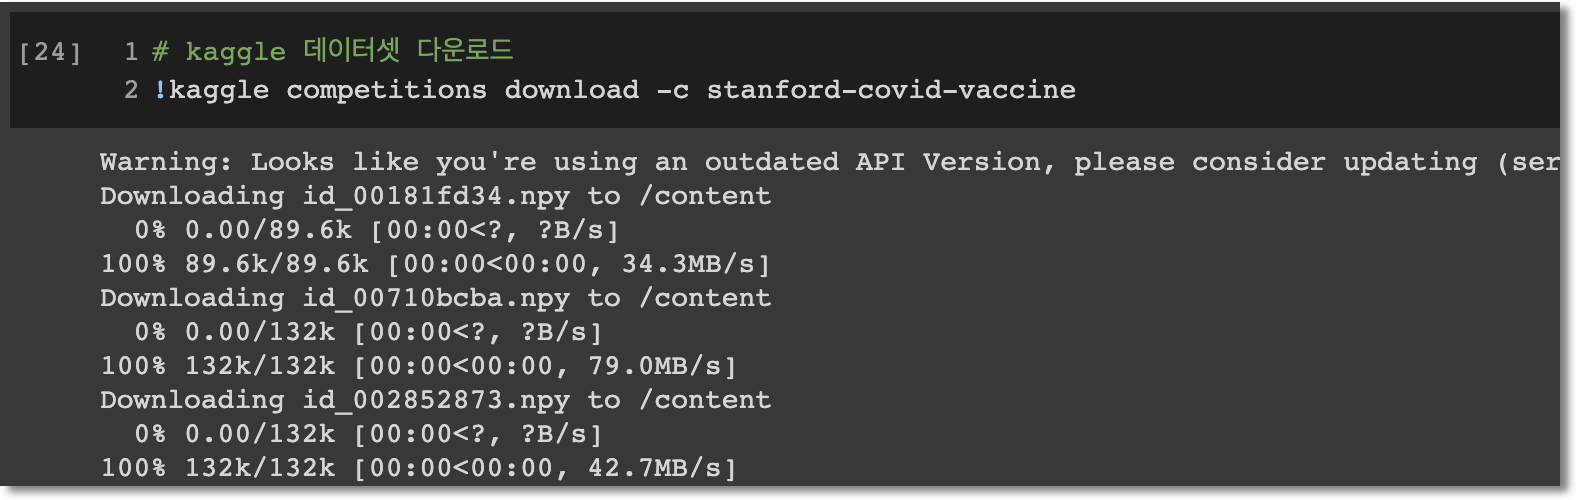 [24] 1 # kaggle 데이터셋 다운로드
2 !kaggle competitions download -c stanford-covid-vaccine
Warning: Looks like you're using an outdated API Version, please consider updating (ser
Downloading id_00181fd34.npy to /content
0% 0.00/89.6k [00:00<?, ?B/s]
100% 89.6k/89.6k [00:00<00:00, 34.3MB/s]
Downloading id_00710bcba.npy to /content
0% 0.00/132k [00:00<?, ?B/s]
100% 132k/132k [00:00<00:00, 79.0MB/s]
Downloading id_002852873.npy to /content
0% 0.00/132k [00:00<?, ?B/s]
100% 132k/132k [00:00<00:00, 42.7MB/s]